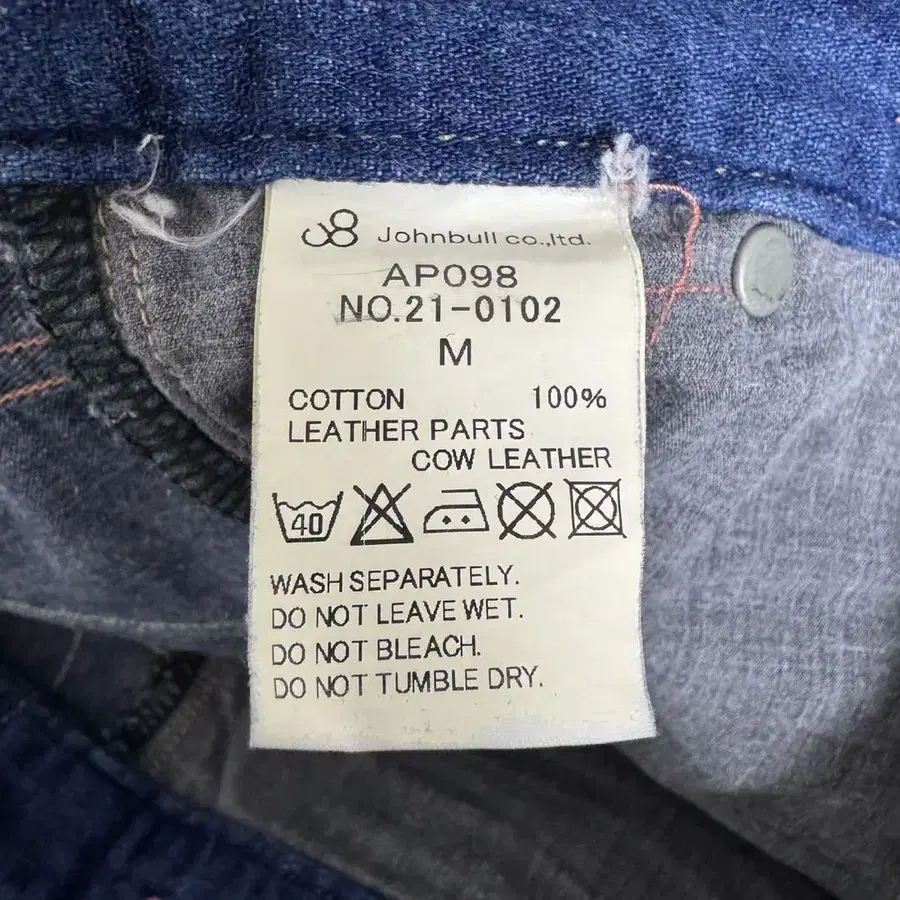 Johnbull co.,ltd.
AP098
NO.21-0102
M
COTTON 100%
LEATHER PARTS
COW LEATHER
40
WASH SEPARATELY.
DO NOT LEAVE WET.
DO NOT BLEACH.
DO NOT TUMBLE DRY.